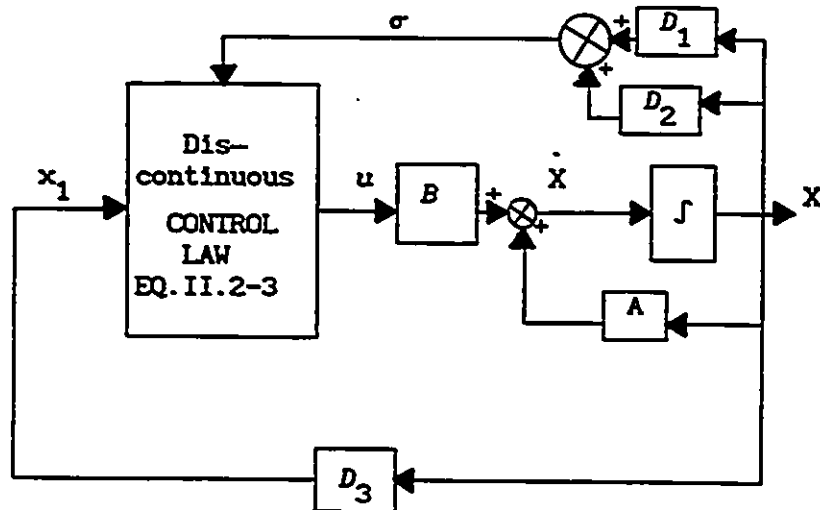 σ
+
D1
+
D2
Dis-
continuous
CONTROL
LAW
EQ.II.2-3
x1
u
B
+
+
Ẋ
∫
X
A
D3